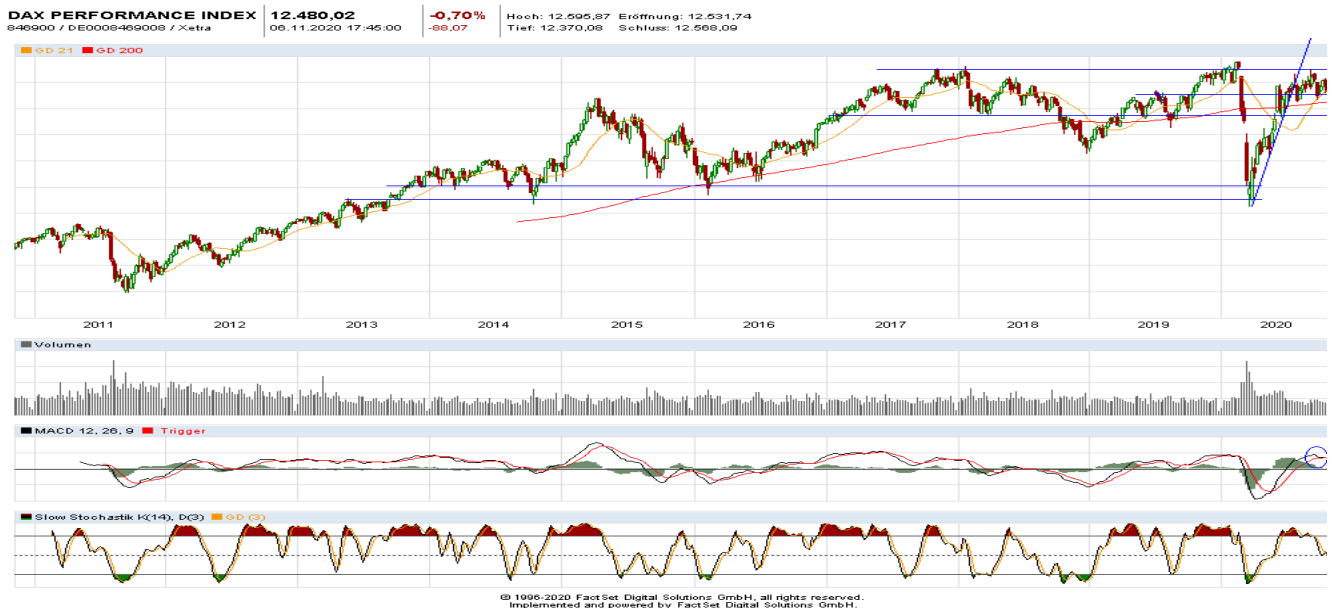 DAX PERFORMANCE INDEX 12.480,02 -0,70% Hoch: 12.595,87 Eröffnung: 12.531,74
846900 / DE0008469008 / Xetra 06.11.2020 17:45:00 -88,07 Tief: 12.370,08 Schluss: 12.568,09
GD 21 GD 200
2011 2012 2013 2014 2015 2016 2017 2018 2019 2020
Volumen
MACD 12, 26, 9 Trigger
Slow Stochastik K(14), D(3) GD (3)
© 1996-2020 FactSet Digital Solutions GmbH, all rights reserved.
Implemented and powered by FactSet Digital Solutions GmbH.